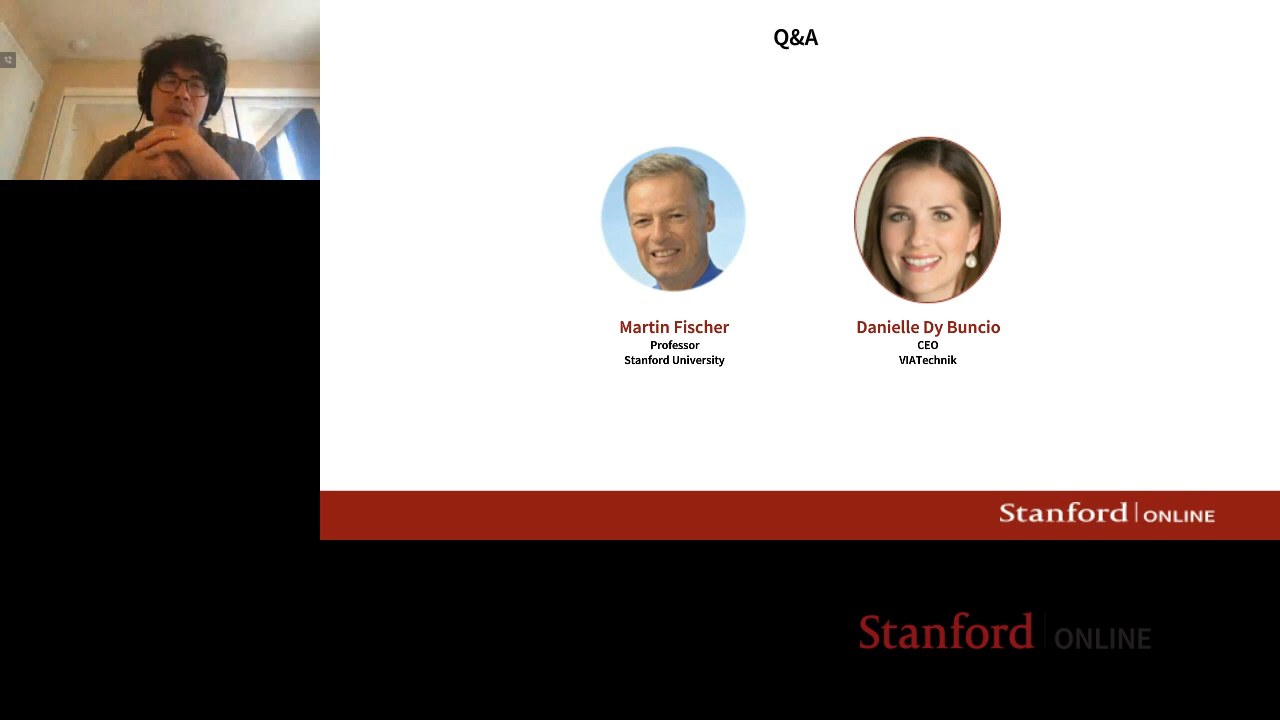 Q&A
Martin Fischer
Professor
Stanford University
Danielle Dy Buncio
CEO
VIATechnik
Stanford | ONLINE
Stanford | ONLINE